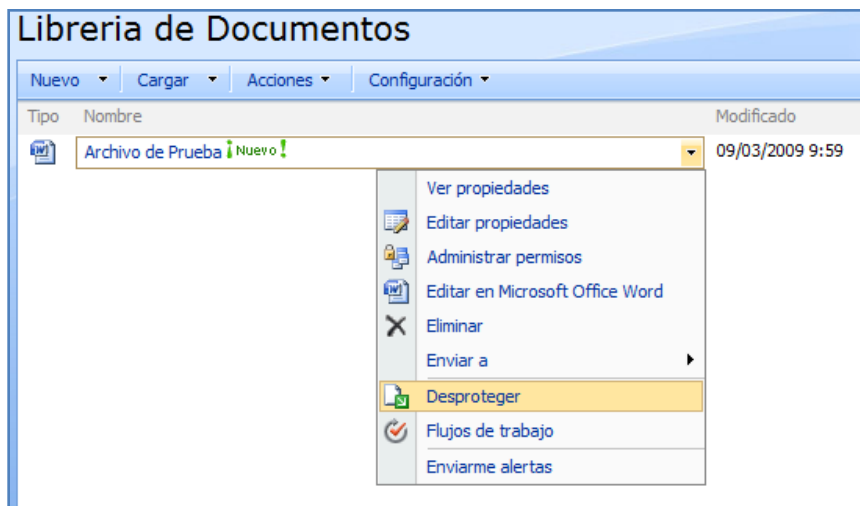 Libreria de Documentos
Nuevo Cargar Acciones Configuración
Tipo Nombre Modificado
Archivo de Prueba ¡Nuevo! 09/03/2009 9:59
Ver propiedades
Editar propiedades
Administrar permisos
Editar en Microsoft Office Word
Eliminar
Enviar a
Desproteger
Flujos de trabajo
Enviarme alertas